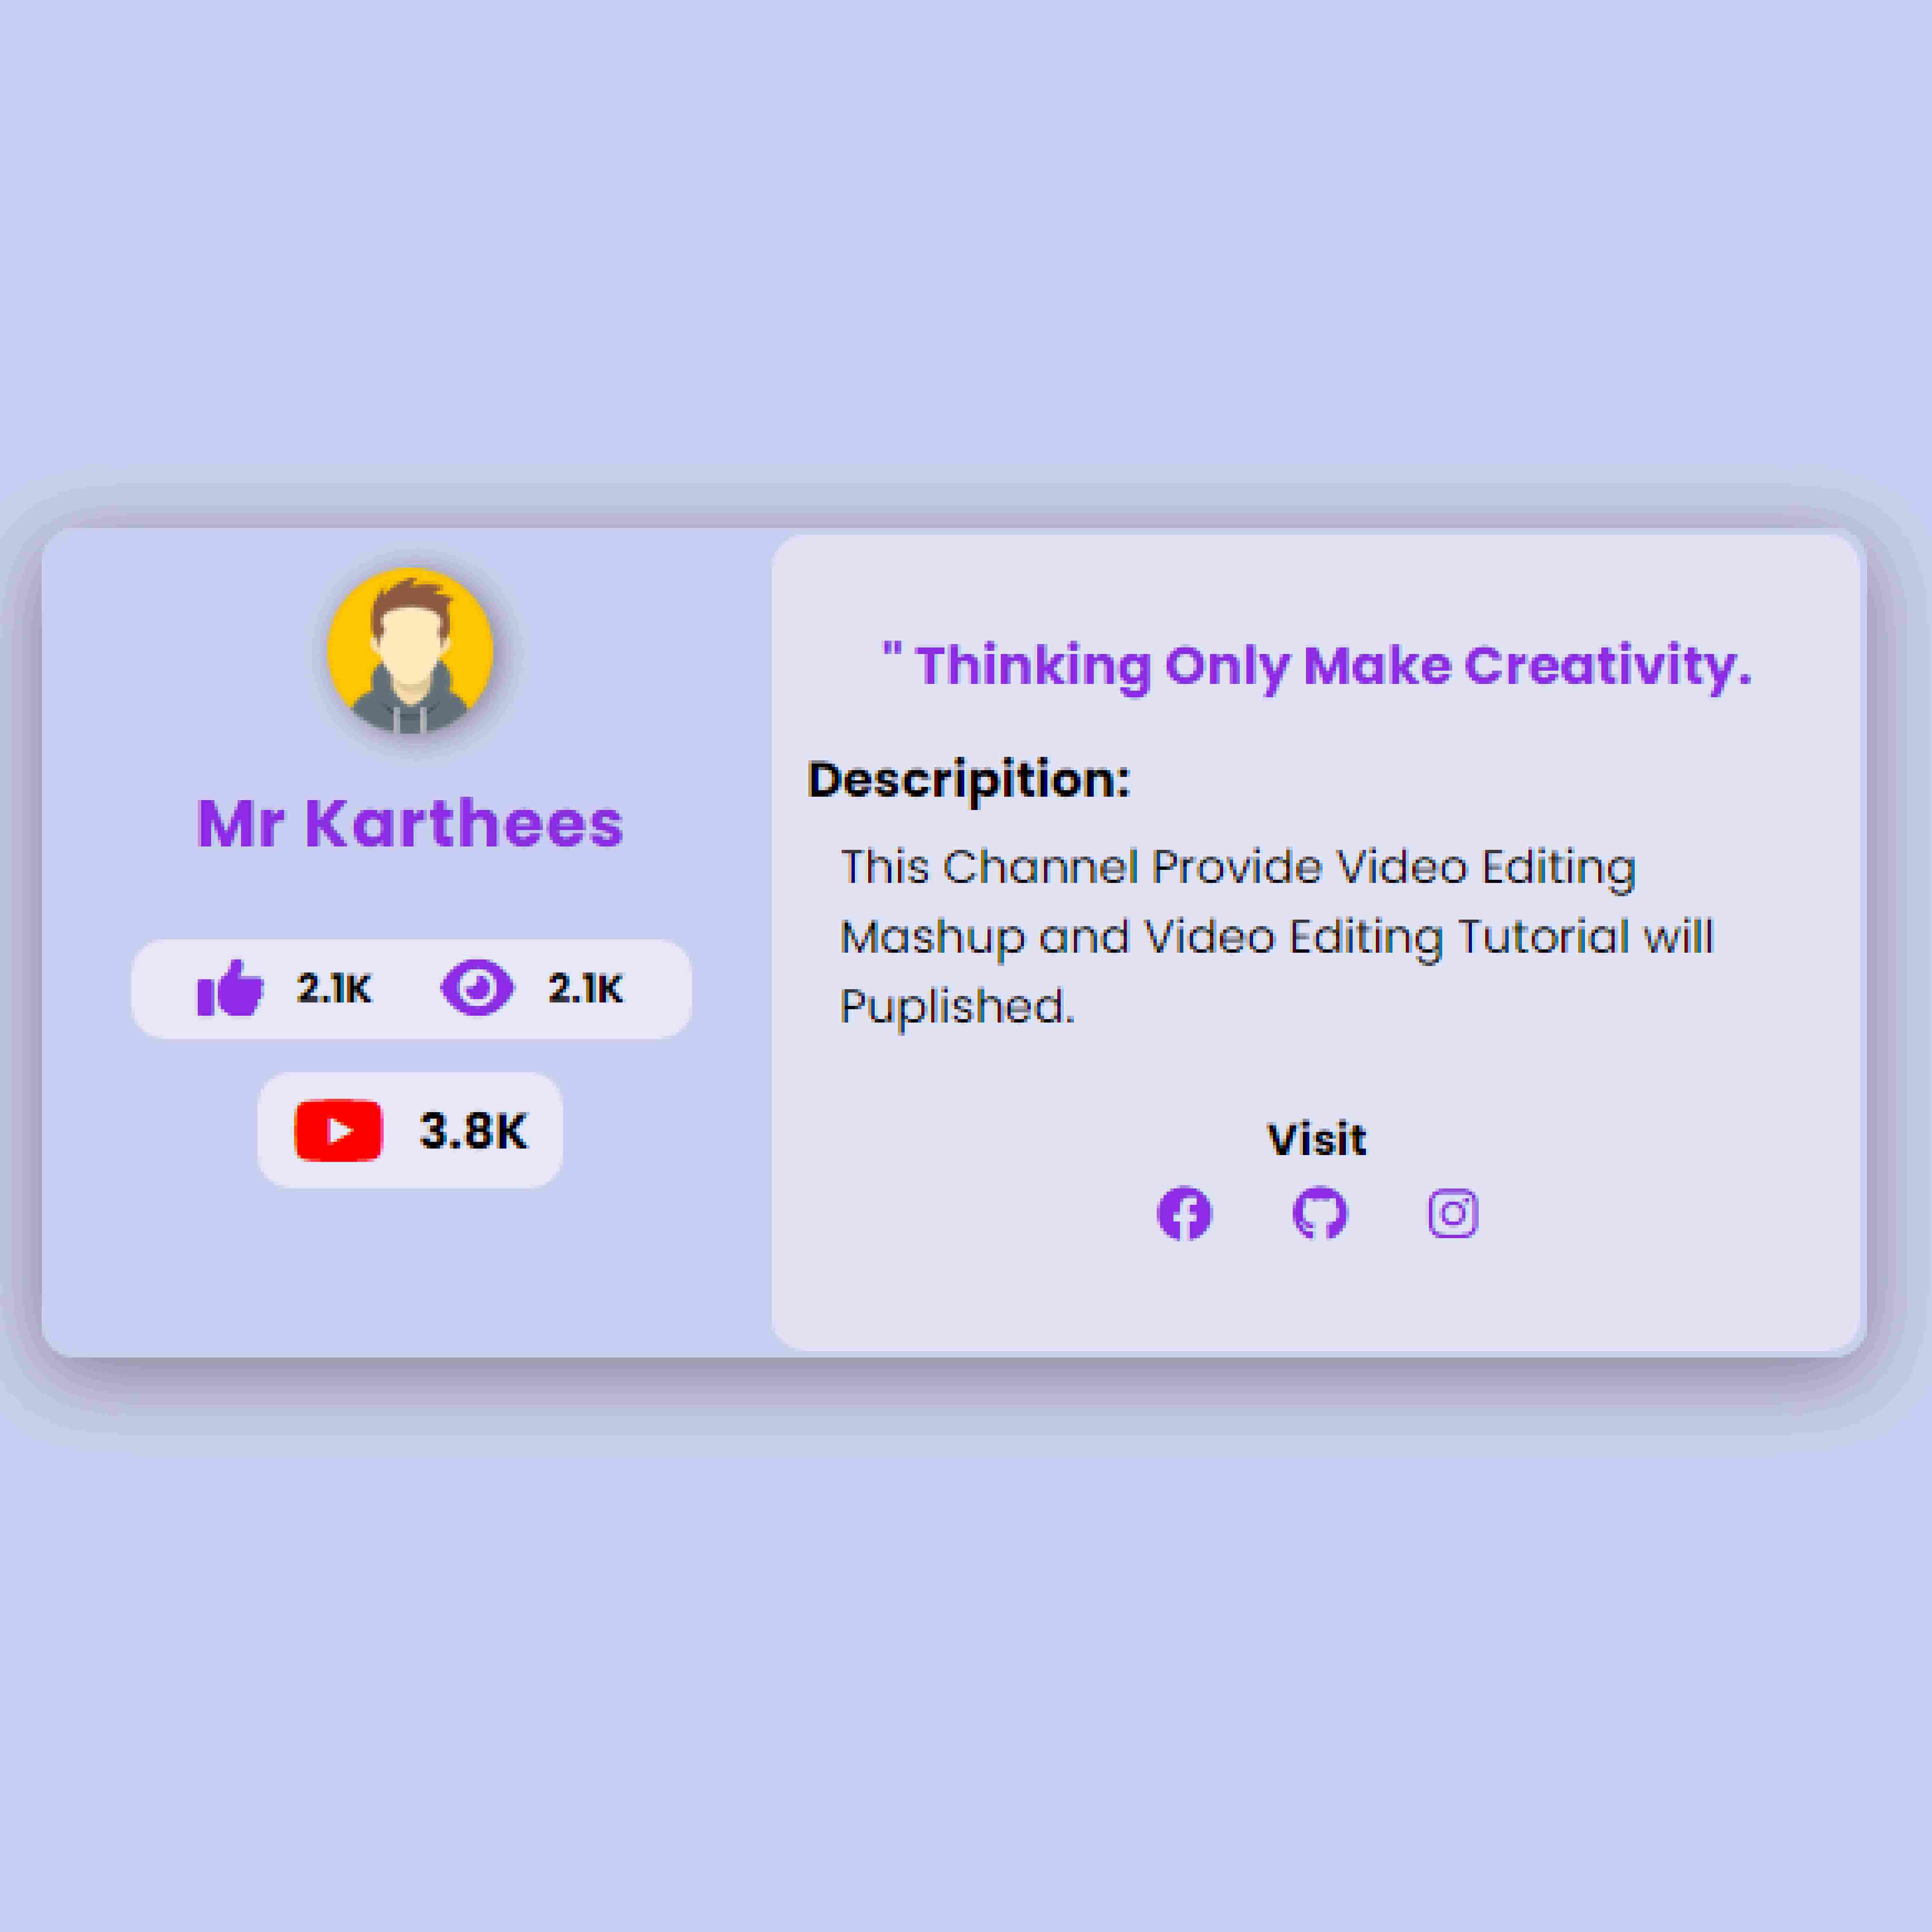 Mr Karthees
2.1K 2.1K
3.8K
" Thinking Only Make Creativity.
Descripition:
This Channel Provide Video Editing
Mashup and Video Editing Tutorial will
Puplished.
Visit